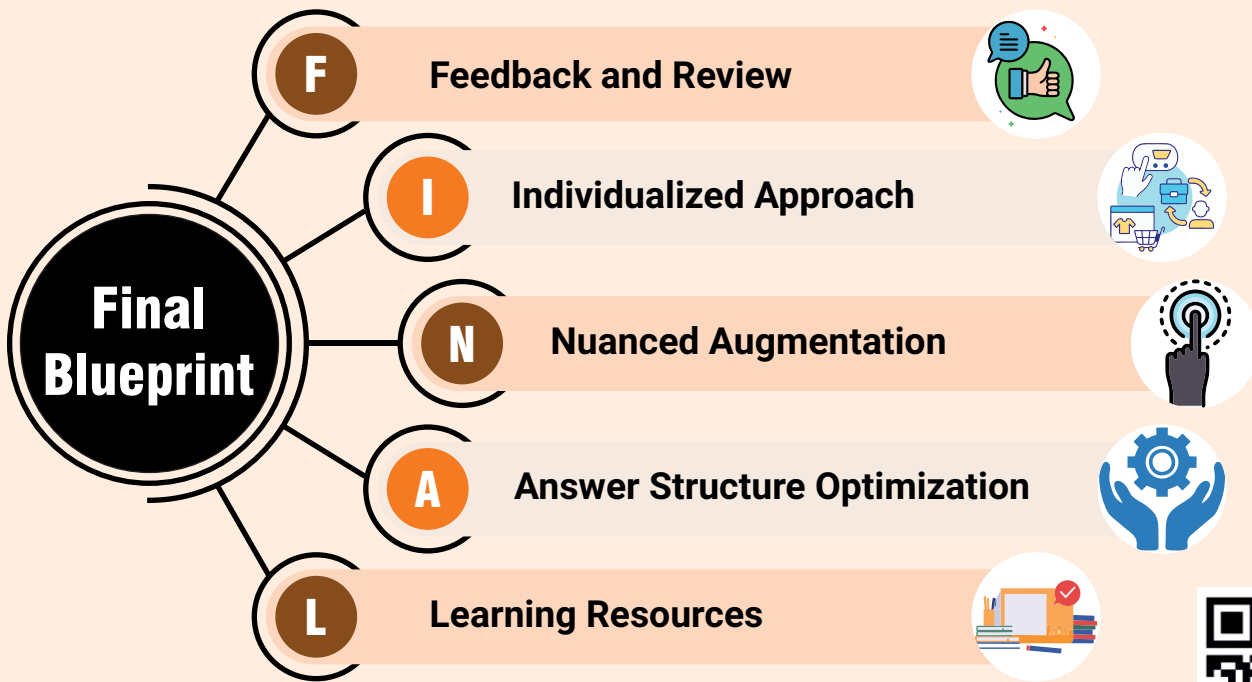 Final
Blueprint
F
Feedback and Review
I
Individualized Approach
N
Nuanced Augmentation
A
Answer Structure Optimization
L
Learning Resources